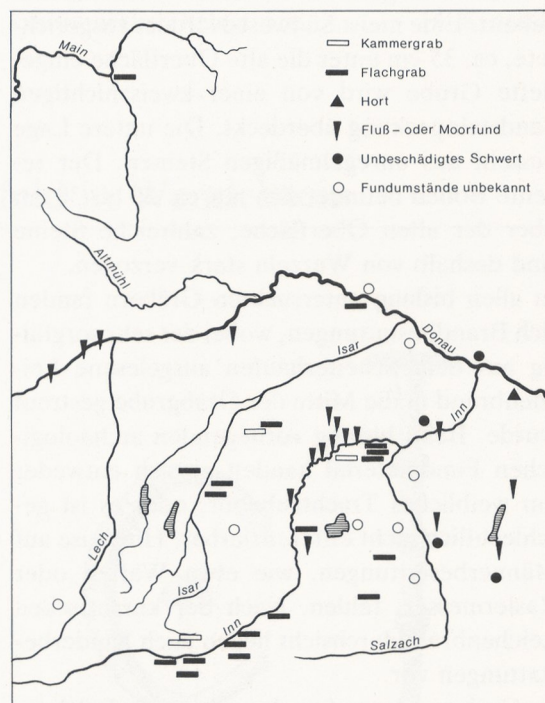 Main
Kammergrab
Flachgrab
Hort
Fluß- oder Moorfund
Unbeschädigtes Schwert
Fundumstände unbekannt
Altmühl
Donau
Isar
Inn
Lech
Isar
Inn
Salzach